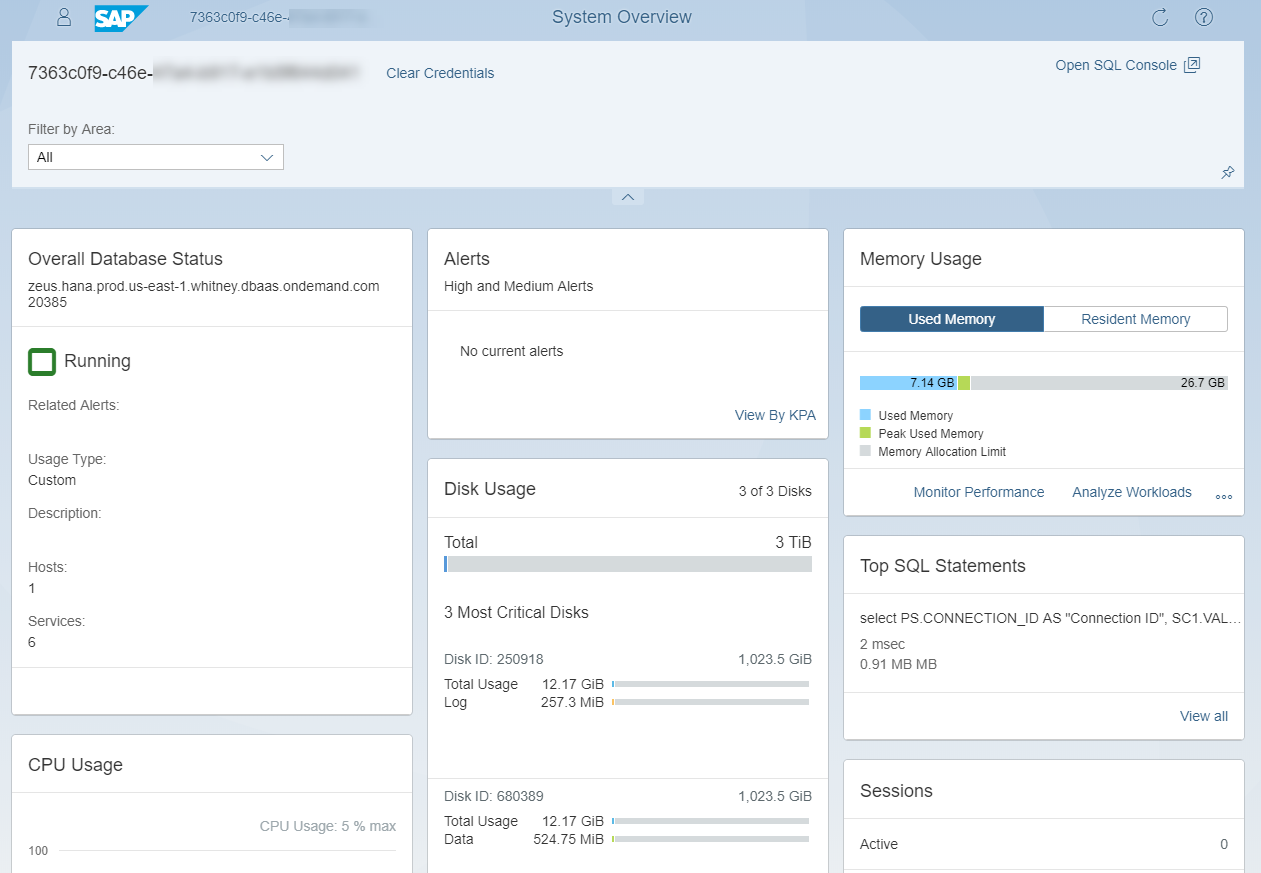 SAP
7363c0f9-c46e-
System Overview
7363c0f9-c46e-
Clear Credentials
Open SQL Console
Filter by Area:
All
Overall Database Status
zeus.hana.prod.us-east-1.whitney.dbaas.ondemand.com
20385
Running
Related Alerts:
Usage Type:
Custom
Description:
Hosts:
1
Services:
6
CPU Usage
CPU Usage: 5 % max
100
Alerts
High and Medium Alerts
No current alerts
View By KPA
Disk Usage
3 of 3 Disks
Total
3 TiB
3 Most Critical Disks
Disk ID: 250918
1,023.5 GiB
Total Usage 12.17 GiB
Log 257.3 MiB
Disk ID: 680389
1,023.5 GiB
Total Usage 12.17 GiB
Data 524.75 MiB
Memory Usage
Used Memory
Resident Memory
7.14 GB
26.7 GB
Used Memory
Peak Used Memory
Memory Allocation Limit
Monitor Performance
Analyze Workloads
Top SQL Statements
select PS.CONNECTION_ID AS "Connection ID", SC1.VAL...
2 msec
0.91 MB MB
View all
Sessions
Active
0